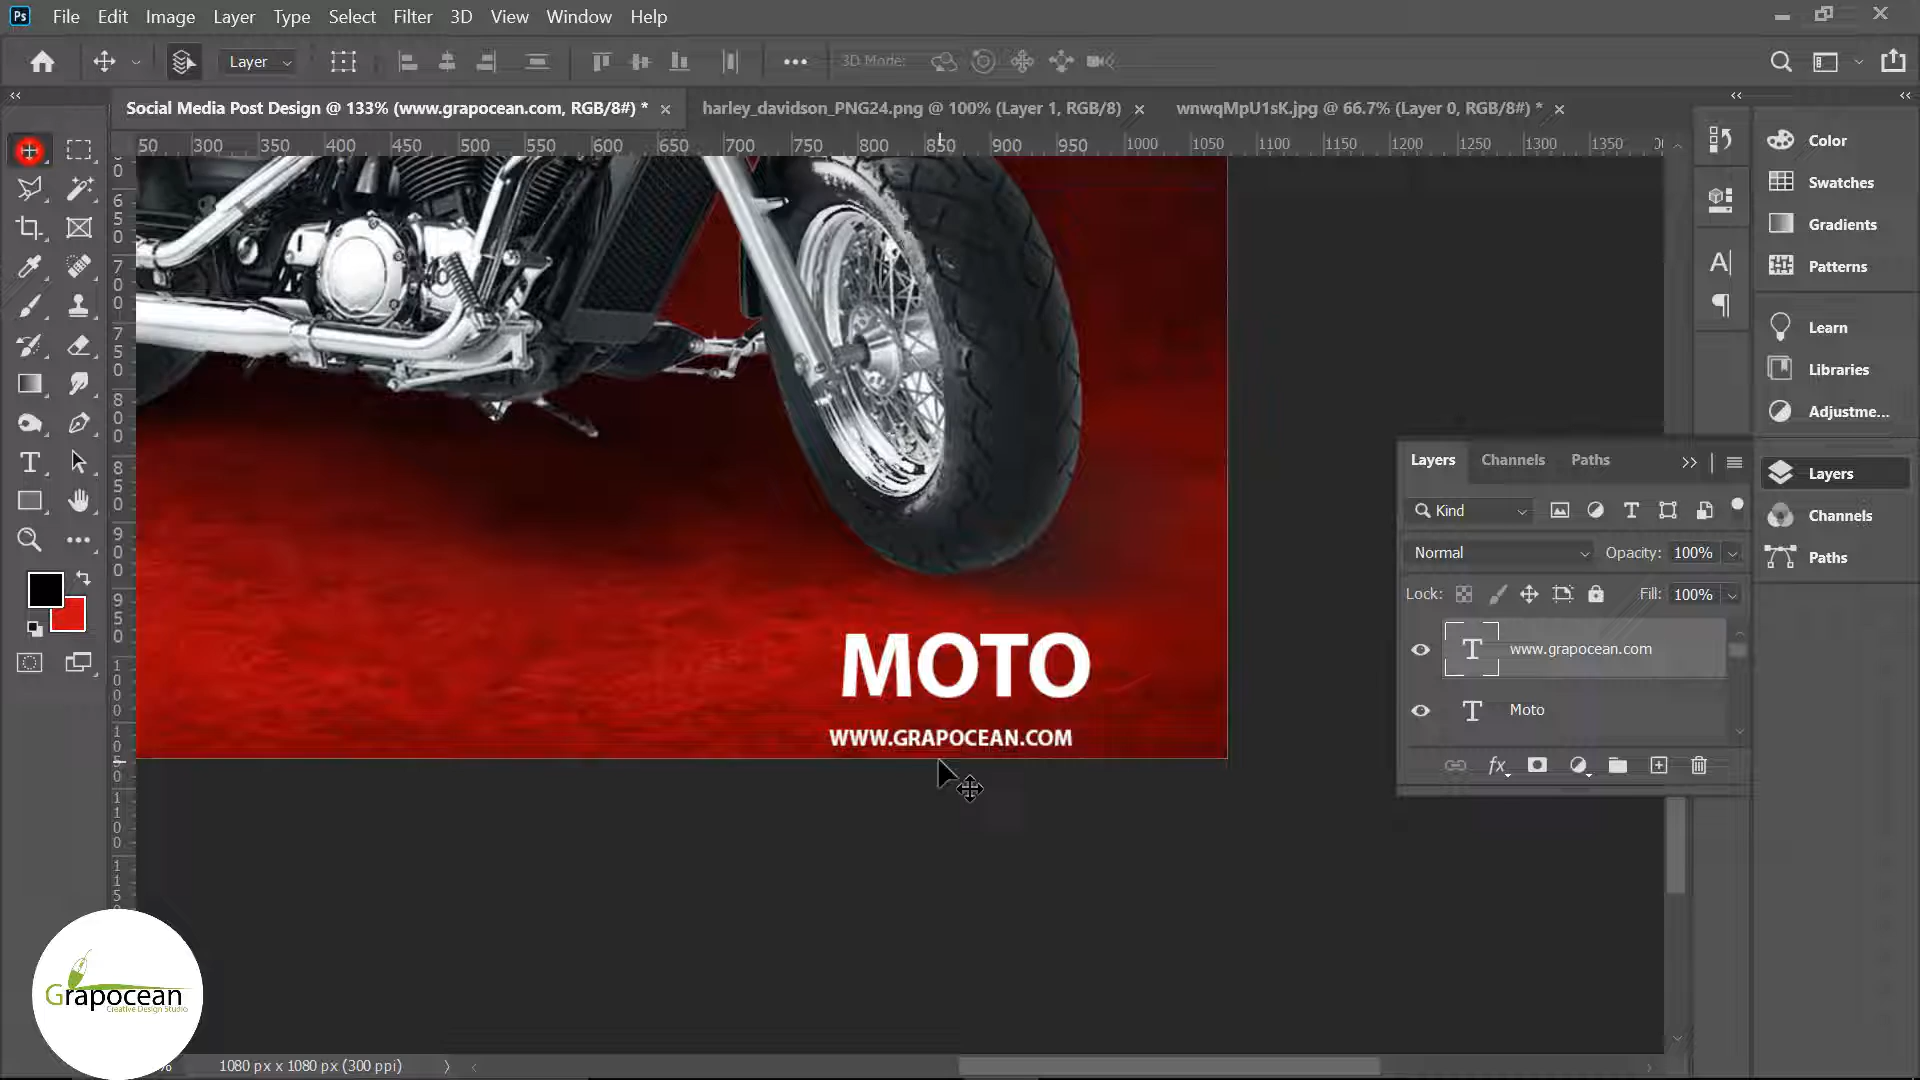 Ps File Edit Image Layer Type Select Filter 3D View Window Help
Layer 3D Mode:
Social Media Post Design @ 133% (www.grapocean.com, RGB/8#) * harley_davidson_PNG24.png @ 100% (Layer 1, RGB/8) wnwqMpU1sK.jpg @ 66.7% (Layer 0, RGB/8#) *
50 300 350 400 450 500 550 600 650 700 750 800 850 900 950 1000 1050 1100 1150 1200 1250 1300 1350
Color
Swatches
Gradients
Patterns
Learn
Libraries
Adjustme...
Layers
Channels
Paths
Layers Channels Paths
Kind
Normal Opacity: 100%
Lock: Fill: 100%
www.grapocean.com
Moto
MOTO
WWW.GRAPOCEAN.COM
Grapocean
Creative Design Studio
% 1080 px x 1080 px (300 ppi)